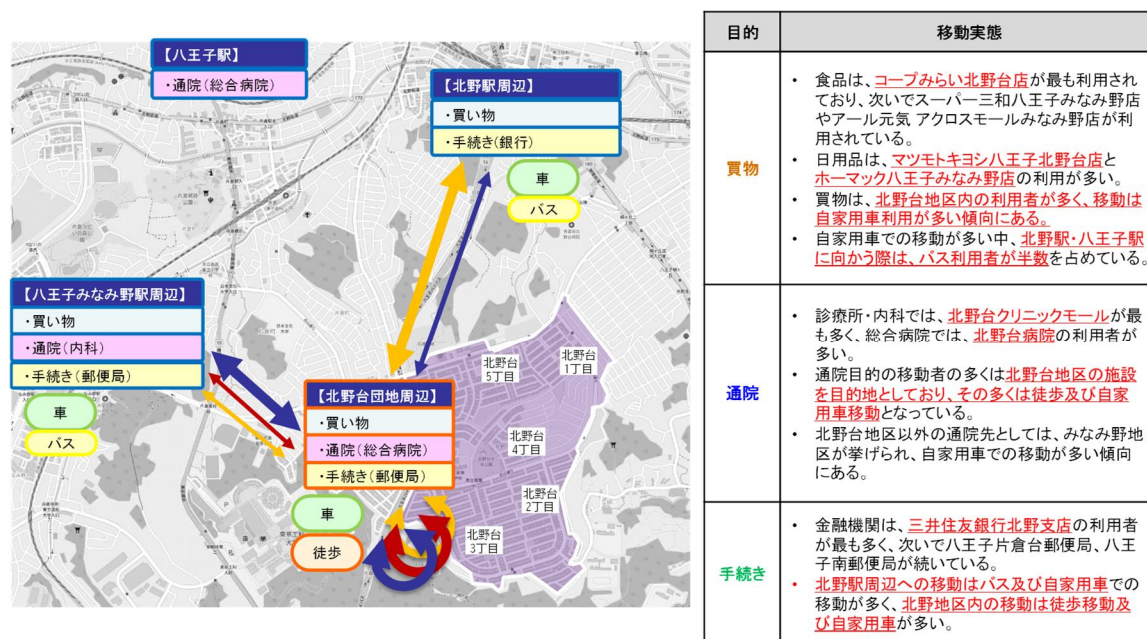 【八王子駅】
・通院（総合病院）
【北野駅周辺】
・買い物
・手続き(銀行)
車
バス
【八王子みなみ野駅周辺】
・買い物
・通院（内科）
・手続き（郵便局）
車
バス
【北野台団地周辺】
・買い物
・通院（総合病院）
・手続き（郵便局）
車
徒歩
北野台
5丁目
北野台
1丁目
北野台
4丁目
北野台
2丁目
北野台
3丁目
目的
移動実態
買物
• 食品は、コープみらい北野台店が最も利用され
ており、次いでスーパー三和八王子みなみ野店
やアール元気 アクロスモールみなみ野店が利
用されている。
• 日用品は、マツモトキヨシ八王子北野台店と
ホーマック八王子みなみ野店の利用が多い。
• 買物は、北野台地区内の利用者が多く、移動は
自家用車利用が多い傾向にある。
• 自家用車での移動が多い中、北野駅・八王子駅
に向かう際は、バス利用者が半数を占めている。
通院
• 診療所・内科では、北野台クリニックモールが最
も多く、総合病院では、北野台病院の利用者が
多い。
• 通院目的の移動者の多くは北野台地区の施設
を目的地としており、その多くは徒歩及び自家
用車移動となっている。
• 北野台地区以外の通院先としては、みなみ野地
区が挙げられ、自家用車での移動が多い傾向
にある。
手続き
• 金融機関は、三井住友銀行北野支店の利用者
が最も多く、次いで八王子片倉台郵便局、八王
子南郵便局が続いている。
• 北野駅周辺への移動はバス及び自家用車での
移動が多く、北野地区内の移動は徒歩移動及
び自家用車が多い。